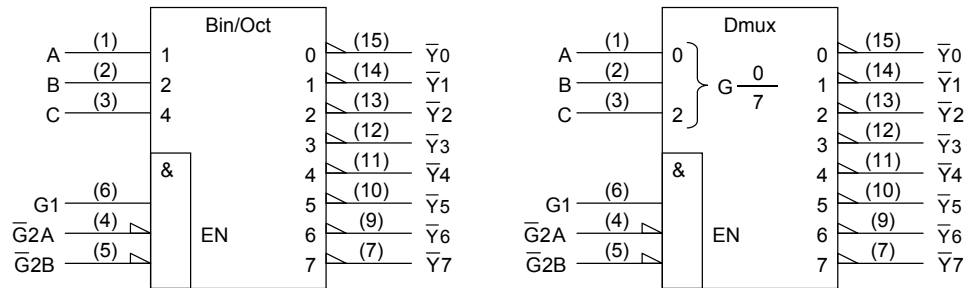 Bin/Oct
A (1) 1 0 (15) Y̅0
B (2) 2 1 (14) Y̅1
C (3) 4 2 (13) Y̅2
3 (12) Y̅3
& 4 (11) Y̅4
G1 (6) 5 (10) Y̅5
G̅2A (4) EN 6 (9) Y̅6
G̅2B (5) 7 (7) Y̅7
Dmux
A (1) 0 0 (15) Y̅0
B (2) G 0/7 1 (14) Y̅1
C (3) 2 2 (13) Y̅2
3 (12) Y̅3
& 4 (11) Y̅4
G1 (6) 5 (10) Y̅5
G̅2A (4) EN 6 (9) Y̅6
G̅2B (5) 7 (7) Y̅7